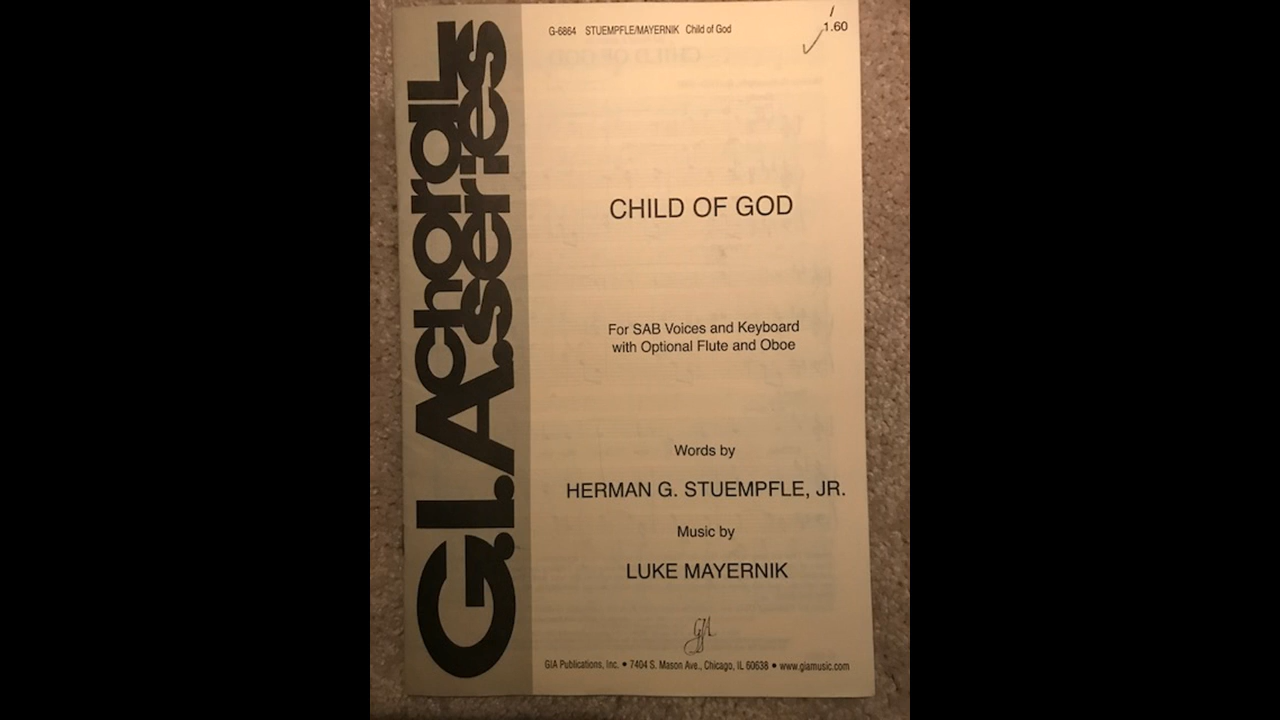 G-6864 STUEMPFLE/MAYERNIK Child of God
1.60
G.I.A. choral
series
CHILD OF GOD
For SAB Voices and Keyboard
with Optional Flute and Oboe
Words by
HERMAN G. STUEMPFLE, JR.
Music by
LUKE MAYERNIK
GIA
GIA Publications, Inc. • 7404 S. Mason Ave., Chicago, IL 60638 • www.giamusic.com